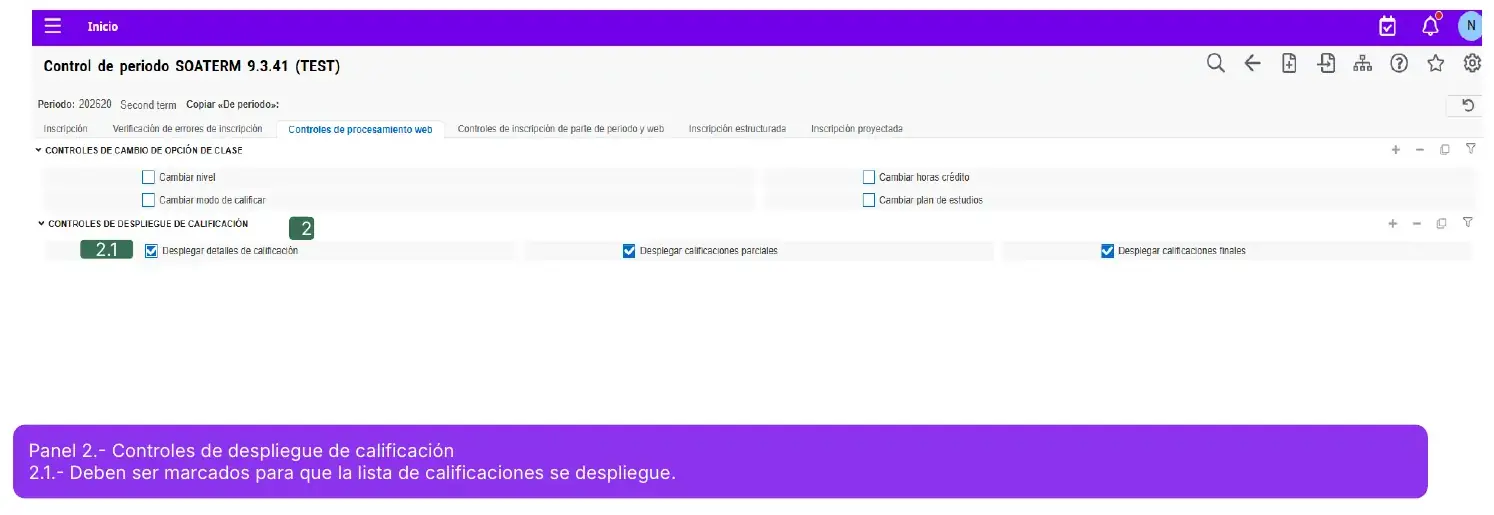 Inicio
N
Control de periodo SOATERM 9.3.41 (TEST)
Periodo: 202620 Second term Copiar «De periodo»:
Inscripción Verificación de errores de inscripción Controles de procesamiento web Controles de inscripción de parte de periodo y web Inscripción estructurada Inscripción proyectada
CONTROLES DE CAMBIO DE OPCIÓN DE CLASE
Cambiar nivel Cambiar horas crédito
Cambiar modo de calificar Cambiar plan de estudios
CONTROLES DE DESPLIEGUE DE CALIFICACIÓN 2
2.1 Desplegar detalles de calificación Desplegar calificaciones parciales Desplegar calificaciones finales
Panel 2.- Controles de despliegue de calificación
2.1.- Deben ser marcados para que la lista de calificaciones se despliegue.